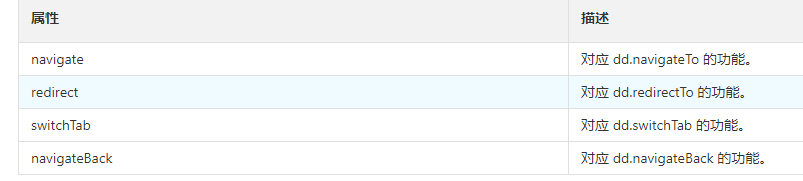 属性 描述
navigate 对应 dd.navigateTo 的功能。
redirect 对应 dd.redirectTo 的功能。
switchTab 对应 dd.switchTab 的功能。
navigateBack 对应 dd.navigateBack 的功能。